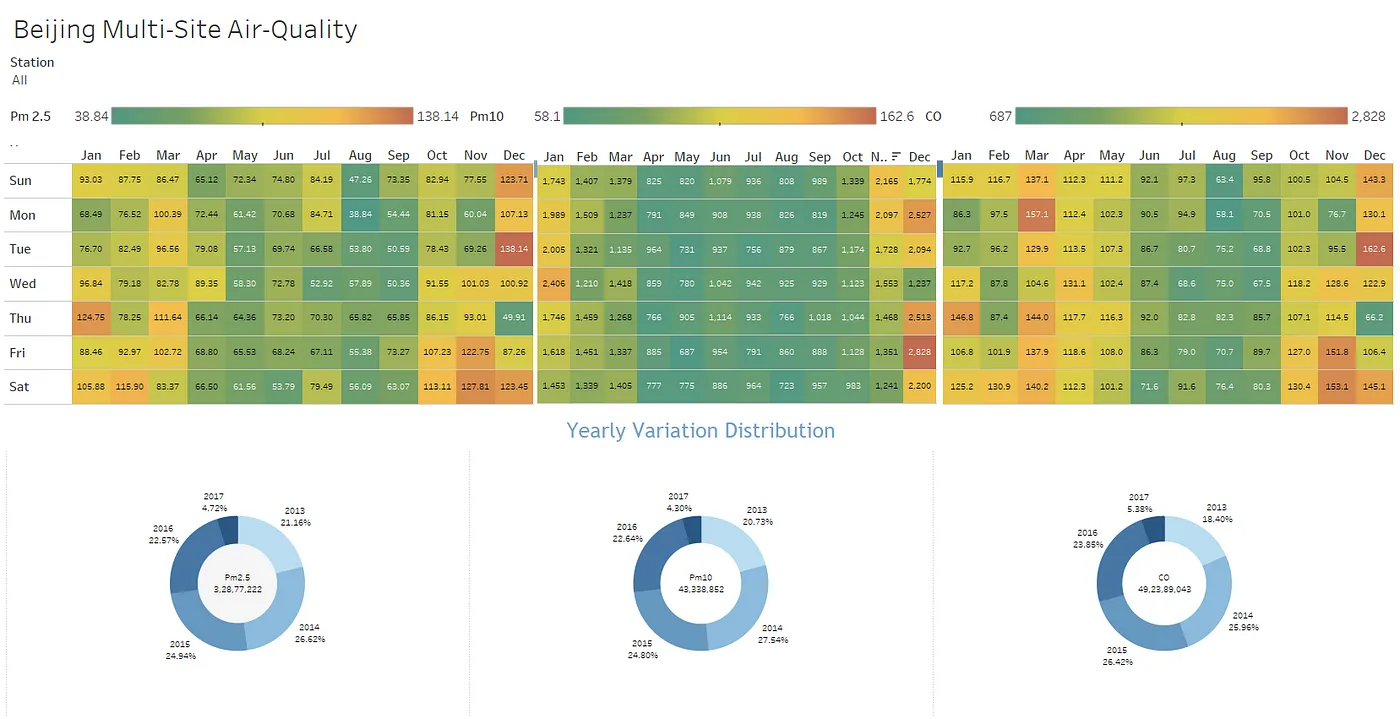 Beijing Multi-Site Air-Quality
Station
All
Pm 2.5 38.84 138.14 Pm10 58.1 162.6 CO 687 2,828
. .
Jan Feb Mar Apr May Jun Jul Aug Sep Oct Nov Dec Jan Feb Mar Apr May Jun Jul Aug Sep Oct N.. Dec Jan Feb Mar Apr May Jun Jul Aug Sep Oct Nov Dec
Sun 93.03 87.75 86.47 65.12 72.34 74.80 84.19 47.26 73.35 82.94 77.55 123.71 1,743 1,407 1,379 825 820 1,079 936 808 989 1,339 2,165 1,774 115.9 116.7 137.1 112.3 111.2 92.1 97.3 63.4 95.8 100.5 104.5 143.3
Mon 68.49 76.52 100.39 72.44 61.42 70.68 84.71 38.84 54.44 81.15 60.04 107.13 1,989 1,509 1,237 791 849 908 938 826 819 1,245 2,097 2,527 86.3 97.5 157.1 112.4 102.3 90.5 94.9 58.1 70.5 101.0 76.7 130.1
Tue 76.70 82.49 96.56 79.08 57.13 69.74 66.58 53.80 50.59 78.43 69.26 138.14 2,005 1,321 1,135 964 731 937 756 879 867 1,174 1,728 2,094 92.7 96.2 129.9 113.5 107.3 86.7 80.7 75.2 68.8 102.3 95.5 162.6
Wed 96.84 79.18 82.78 89.35 58.30 72.78 52.92 57.89 50.36 91.55 101.03 100.92 2,406 1,210 1,418 859 780 1,042 942 925 929 1,123 1,553 1,237 117.2 87.8 104.6 131.1 102.4 87.4 68.6 75.0 67.5 118.2 128.6 122.9
Thu 124.75 78.25 111.64 66.14 64.36 73.20 70.30 65.82 65.85 86.15 93.01 49.91 1,746 1,459 1,268 766 905 1,114 933 766 1,018 1,044 1,468 2,513 146.8 87.4 144.0 117.7 116.3 92.0 82.8 82.3 85.7 107.1 114.5 66.2
Fri 88.46 92.97 102.72 68.80 65.53 68.24 67.11 55.38 73.27 107.23 122.75 87.26 1,618 1,451 1,337 885 687 954 791 860 888 1,128 1,351 2,828 106.8 101.9 137.9 118.6 108.0 86.3 79.0 70.7 89.7 127.0 151.8 106.4
Sat 105.88 115.90 83.37 66.50 61.56 53.79 79.49 56.09 63.07 113.11 127.81 123.45 1,453 1,339 1,405 777 775 886 964 723 957 983 1,241 2,200 125.2 130.9 140.2 112.3 101.2 71.6 91.6 76.4 80.3 130.4 153.1 145.1
Yearly Variation Distribution
2017
4.72%
2013
21.16%
2016
22.57%
Pm2.5
3,28,77,222
2014
26.62%
2015
24.94%
2017
4.30%
2013
20.73%
2016
22.64%
Pm10
43,338,852
2014
27.54%
2015
24.80%
2017
5.38%
2013
18.40%
2016
23.85%
CO
49,23,89,043
2014
25.96%
2015
26.42%